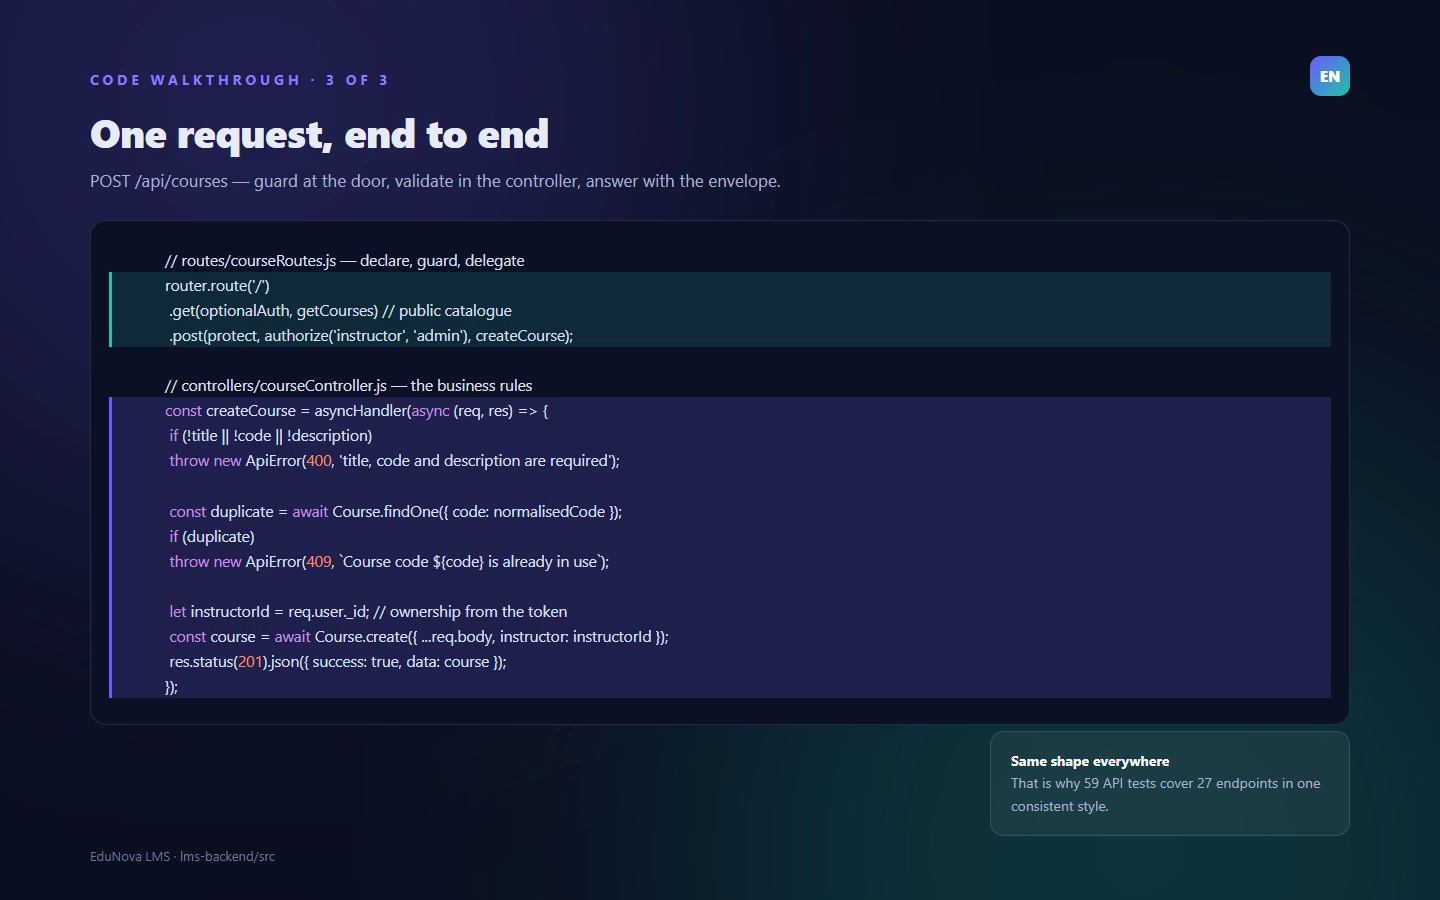 CODE WALKTHROUGH · 3 OF 3
EN
One request, end to end
POST /api/courses — guard at the door, validate in the controller, answer with the envelope.
// routes/courseRoutes.js — declare, guard, delegate
router.route('/')
.get(optionalAuth, getCourses) // public catalogue
.post(protect, authorize('instructor', 'admin'), createCourse);
// controllers/courseController.js — the business rules
const createCourse = asyncHandler(async (req, res) => {
if (!title || !code || !description)
throw new ApiError(400, 'title, code and description are required');
const duplicate = await Course.findOne({ code: normalisedCode });
if (duplicate)
throw new ApiError(409, `Course code ${code} is already in use`);
let instructorId = req.user._id; // ownership from the token
const course = await Course.create({ ...req.body, instructor: instructorId });
res.status(201).json({ success: true, data: course });
});
Same shape everywhere
That is why 59 API tests cover 27 endpoints in one
consistent style.
EduNova LMS · lms-backend/src